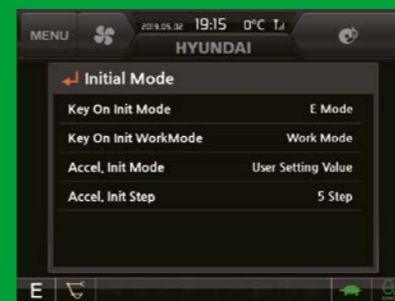 MENU 2019.05.02 19:15 0°C
HYUNDAI
Initial Mode
Key On Init Mode E Mode
Key On Init WorkMode Work Mode
Accel. Init Mode User Setting Value
Accel. Init Step 5 Step
E